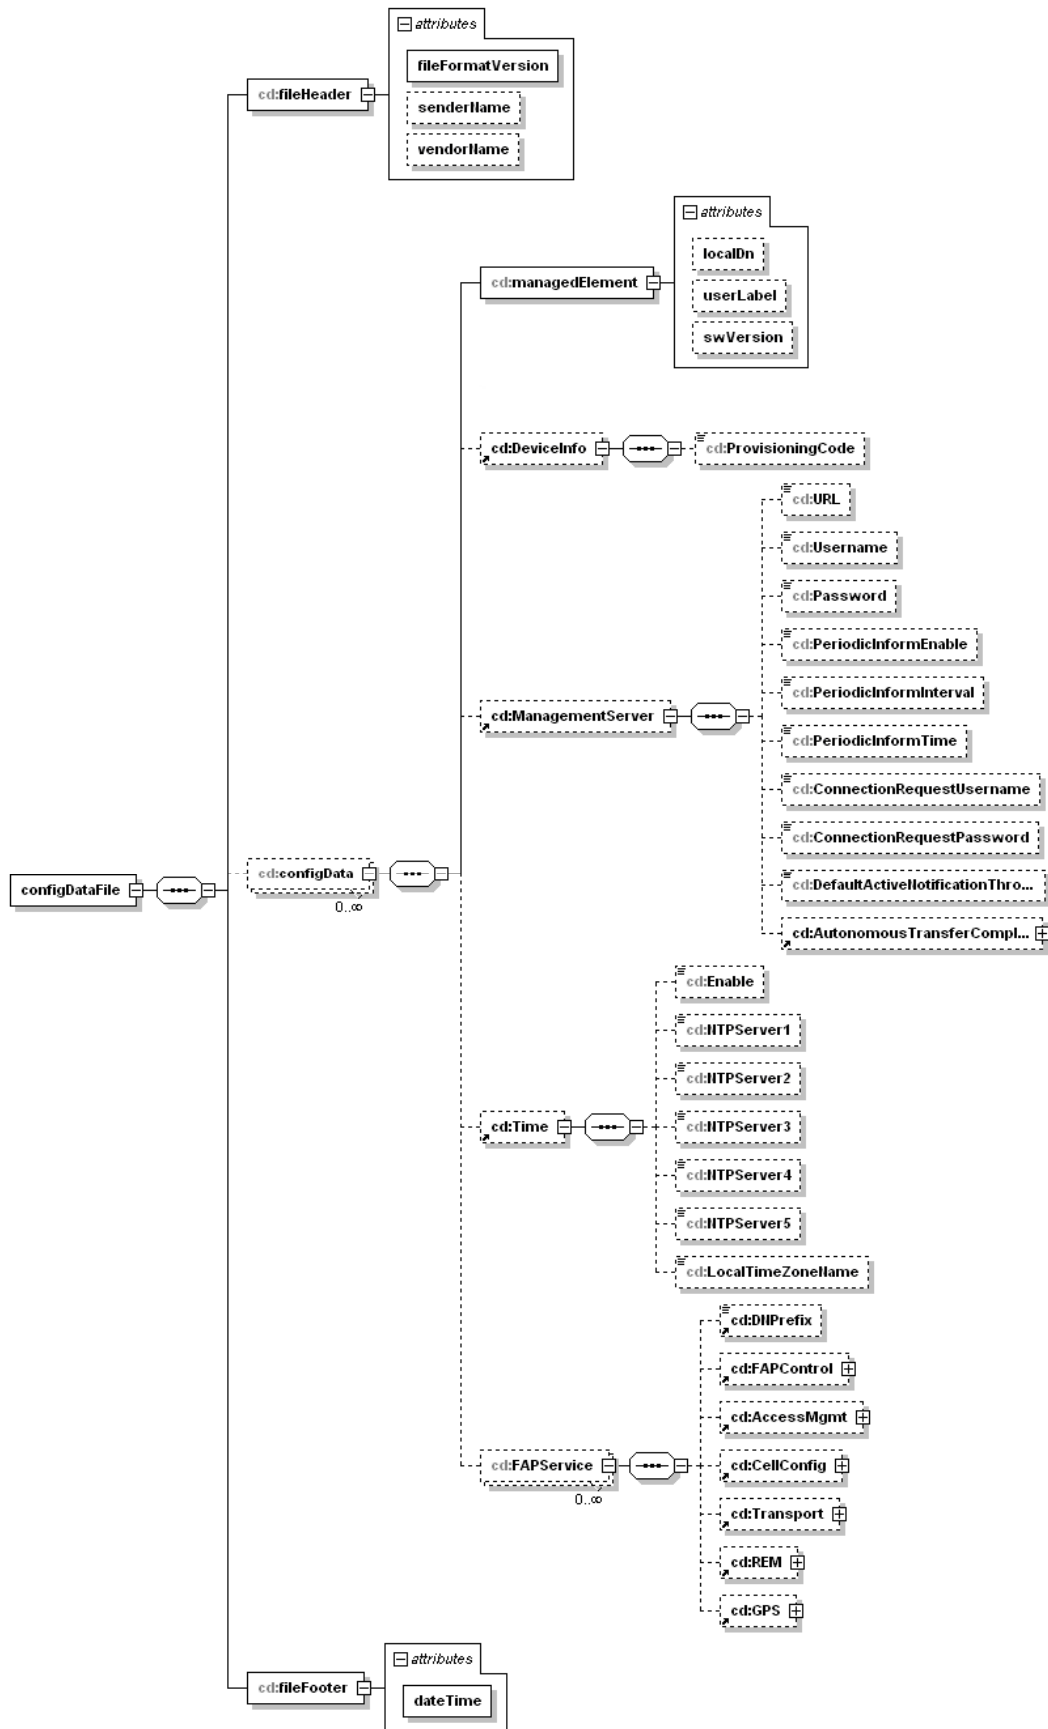 attributes
fileFormatVersion
cd:fileHeader
senderName
vendorName
attributes
localDn
cd:managedElement
userLabel
swVersion
cd:DeviceInfo
cd:ProvisioningCode
cd:URL
cd:Username
cd:Password
cd:PeriodicInformEnable
cd:PeriodicInformInterval
cd:ManagementServer
cd:PeriodicInformTime
cd:ConnectionRequestUsername
cd:ConnectionRequestPassword
cd:configData
0..∞
configDataFile
cd:DefaultActiveNotificationThro...
cd:AutonomousTransferCompl...
cd:Enable
cd:NTPServer1
cd:NTPServer2
cd:Time
cd:NTPServer3
cd:NTPServer4
cd:NTPServer5
cd:LocalTimeZoneName
cd:DNPrefix
cd:FAPControl
cd:AccessMgmt
cd:FAPService
0..∞
cd:CellConfig
cd:Transport
cd:REM
cd:GPS
attributes
cd:fileFooter
dateTime